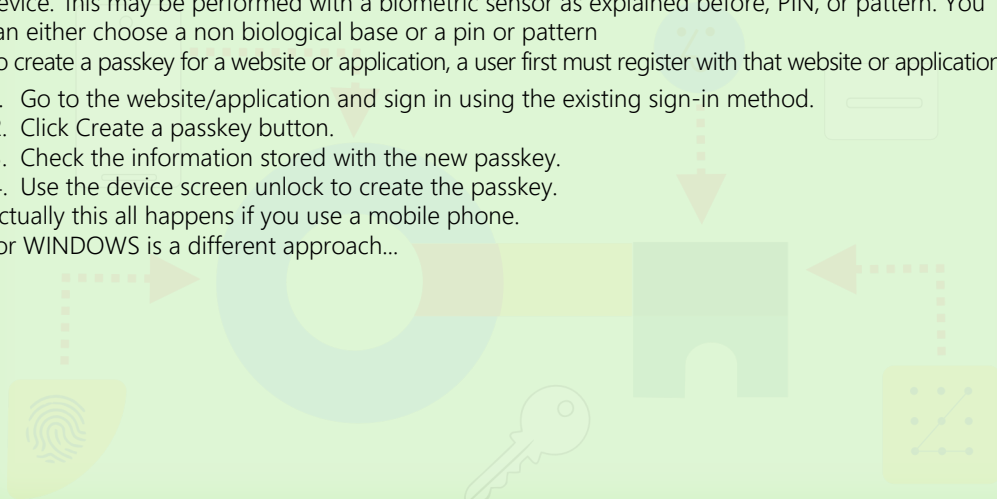 evice. This may be performed with a biometric sensor as explained before, PIN, or pattern. You
an either choose a non biological base or a pin or pattern
o create a passkey for a website or application, a user first must register with that website or application
. Go to the website/application and sign in using the existing sign-in method.
. Click Create a passkey button.
. Check the information stored with the new passkey.
. Use the device screen unlock to create the passkey.
ctually this all happens if you use a mobile phone.
or WINDOWS is a different approach...